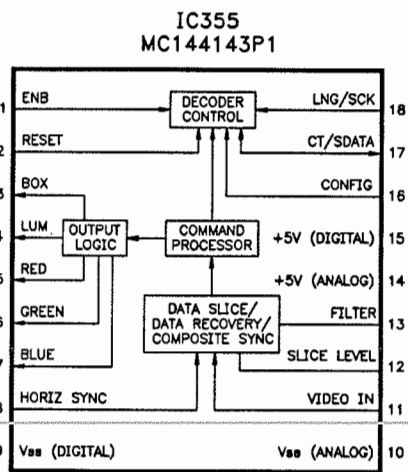 IC355
MC144143P1
1 ENB
DECODER
CONTROL
LNG/SCK 18
2 RESET
CT/SDATA 17
3 BOX
CONFIG 16
4 LUM
OUTPUT
LOGIC
COMMAND
PROCESSOR
+5V (DIGITAL) 15
5 RED
+5V (ANALOG) 14
6 GREEN
DATA SLICE/
DATA RECOVERY/
COMPOSITE SYNC
FILTER 13
7 BLUE
SLICE LEVEL 12
8 HORIZ SYNC
VIDEO IN 11
9 Vss (DIGITAL)
Vss (ANALOG) 10